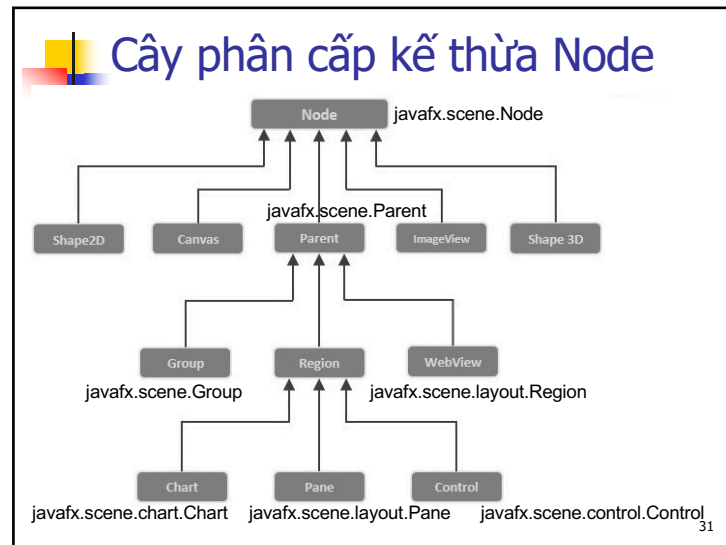 Cây phân cấp kế thừa Node
Node
javafx.scene.Node
javafx.scene.Parent
Shape2D
Canvas
Parent
ImageView
Shape 3D
Group
Region
WebView
javafx.scene.Group
javafx.scene.layout.Region
Chart
Pane
Control
javafx.scene.chart.Chart
javafx.scene.layout.Pane
javafx.scene.control.Control
31